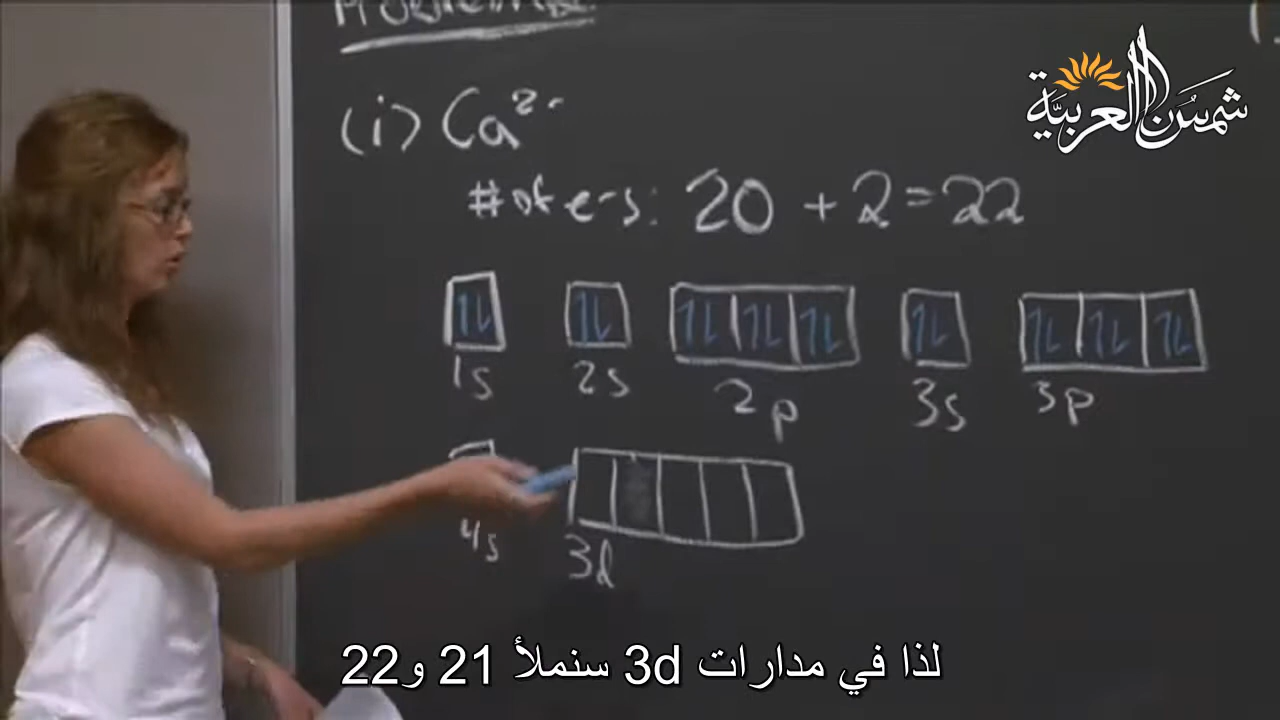 شمس العربية
(i) Ca²⁻
# of e-s: 20 + 2 = 22
1s 2s 2p 3s 3p
4s 3d
لذا في مدارات 3d سنملأ 21 و22